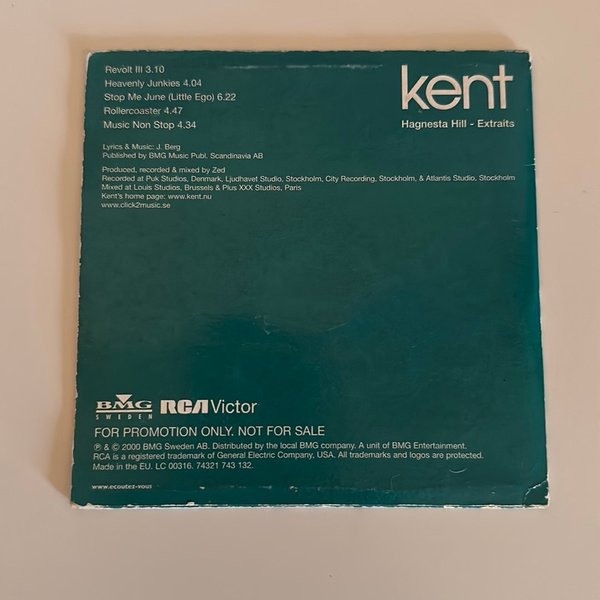 Revolt III 3.10
Heavenly Junkies 4.04
Stop Me June (Little Ego) 6.22
Rollercoaster 4.47
Music Non Stop 4.34
kent
Hagnesta Hill - Extraits
Lyrics & Music: J. Berg
Published by BMG Music Publ. Scandinavia AB
Produced, recorded & mixed by Zed
Recorded at Puk Studios, Denmark, Ljudhavet Studio, Stockholm, City Recording, Stockholm, & Atlantis Studio, Stockholm
Mixed at Louis Studios, Brussels & Plus XXX Studios, Paris
Kent's home page: www.kent.nu
www.click2music.se
BMG
SWEDEN
RCA Victor
FOR PROMOTION ONLY. NOT FOR SALE
℗ & © 2000 BMG Sweden AB. Distributed by the local BMG company. A unit of BMG Entertainment.
RCA is a registered trademark of General Electric Company, USA. All trademarks and logos are protected.
Made in the EU. LC 00316. 74321 743 132.
www.ecoutez-vous